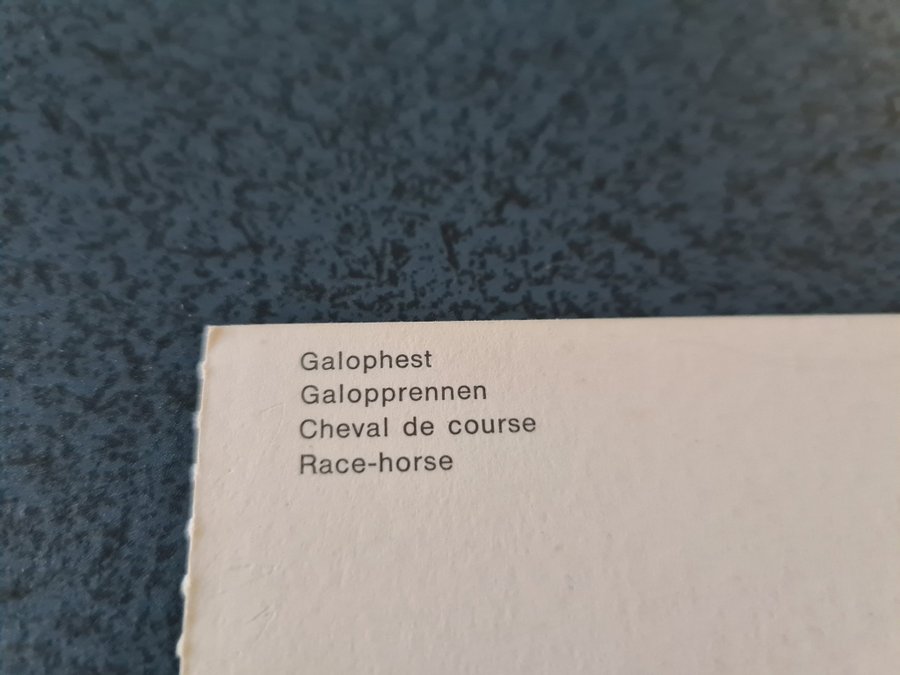 Galophest
Galopprennen
Cheval de course
Race-horse